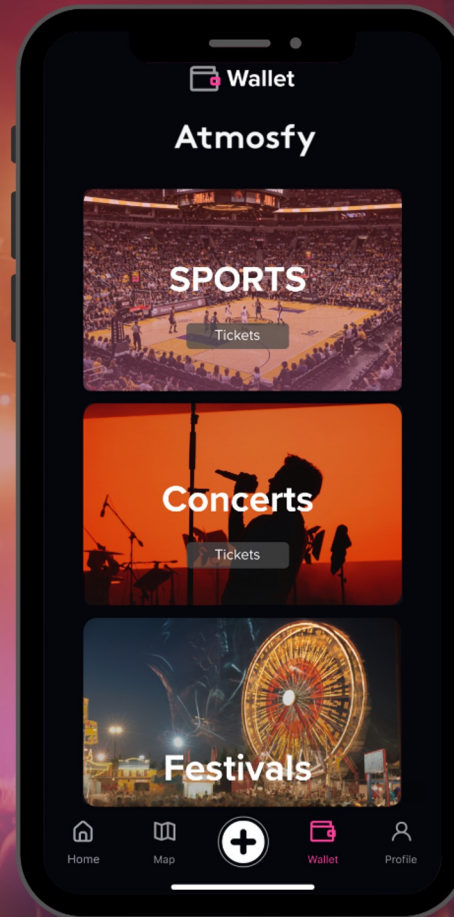 Wallet
Atmosfy
SPORTS
Tickets
Concerts
Tickets
Festivals
Home
Map
Wallet
Profile